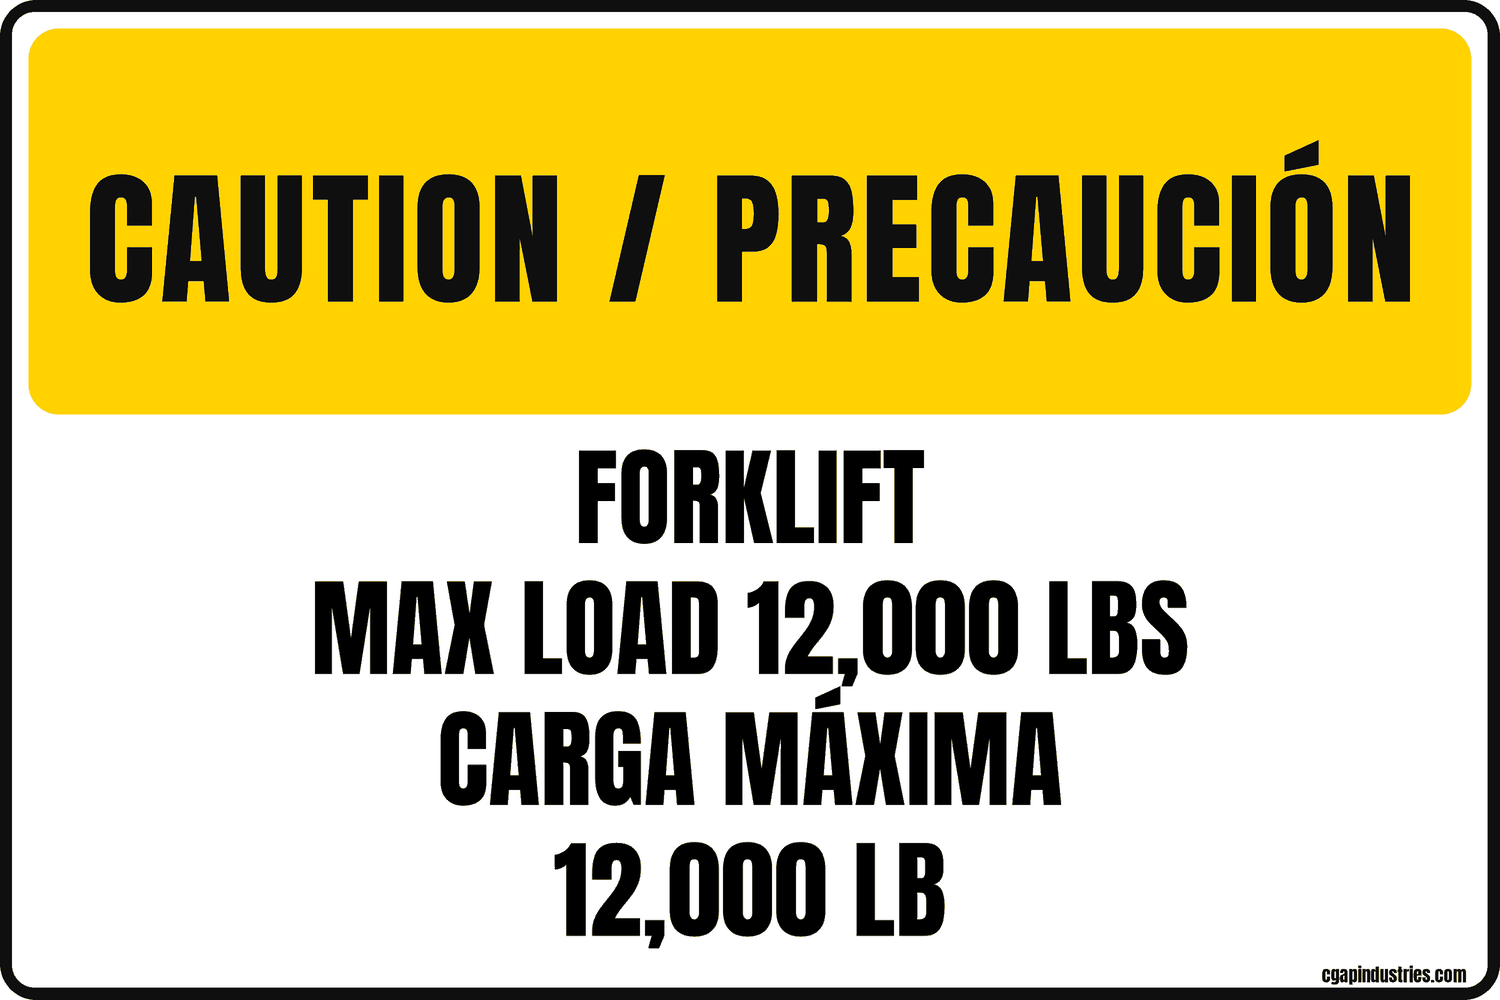 CAUTION / PRECAUCIÓN
FORKLIFT
MAX LOAD 12,000 LBS
CARGA MÁXIMA
12,000 LB
cgapindustries.com